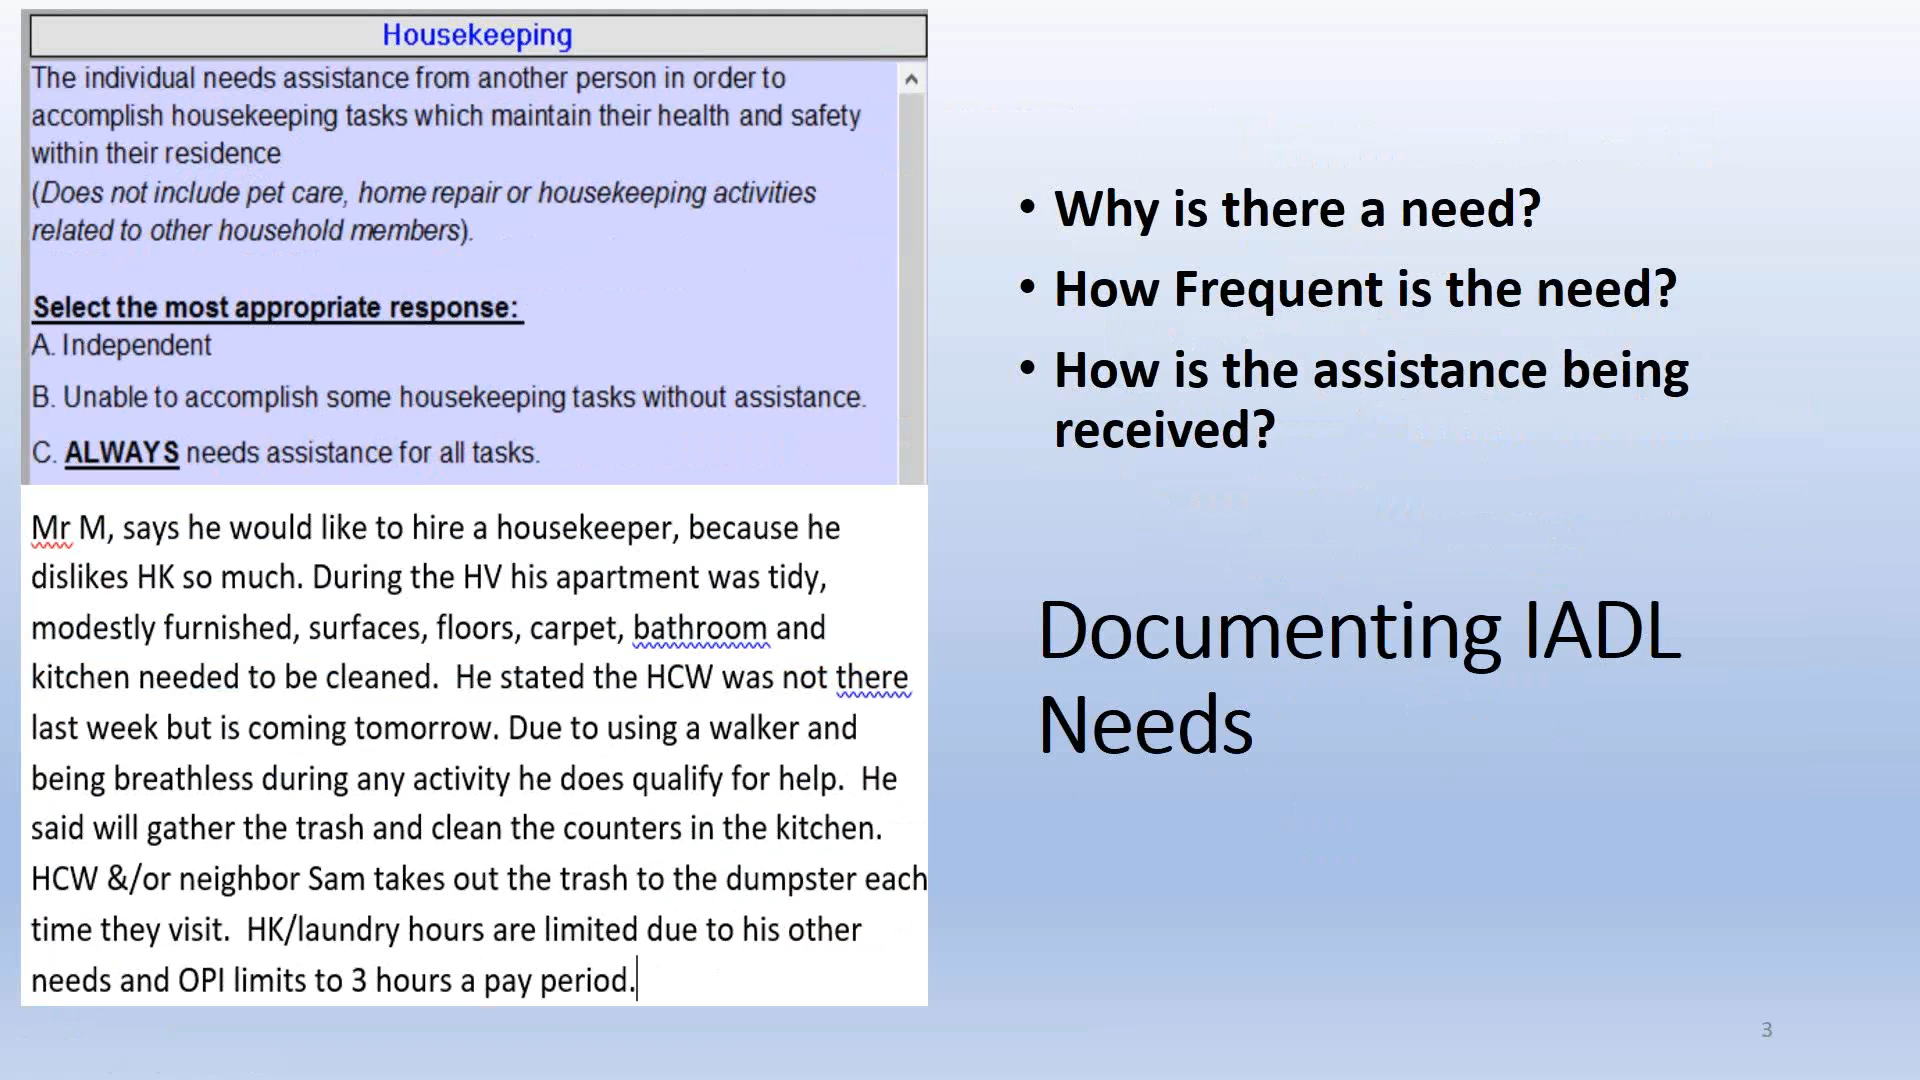 Housekeeping
The individual needs assistance from another person in order to
accomplish housekeeping tasks which maintain their health and safety
within their residence
(Does not include pet care, home repair or housekeeping activities
related to other household members).
Select the most appropriate response:
A. Independent
B. Unable to accomplish some housekeeping tasks without assistance.
C. ALWAYS needs assistance for all tasks.
Mr M, says he would like to hire a housekeeper, because he
dislikes HK so much. During the HV his apartment was tidy,
modestly furnished, surfaces, floors, carpet, bathroom and
kitchen needed to be cleaned.  He stated the HCW was not there
last week but is coming tomorrow. Due to using a walker and
being breathless during any activity he does qualify for help.  He
said will gather the trash and clean the counters in the kitchen.
HCW &/or neighbor Sam takes out the trash to the dumpster each
time they visit.  HK/laundry hours are limited due to his other
needs and OPI limits to 3 hours a pay period.
• Why is there a need?
• How Frequent is the need?
• How is the assistance being
received?
Documenting IADL
Needs
3